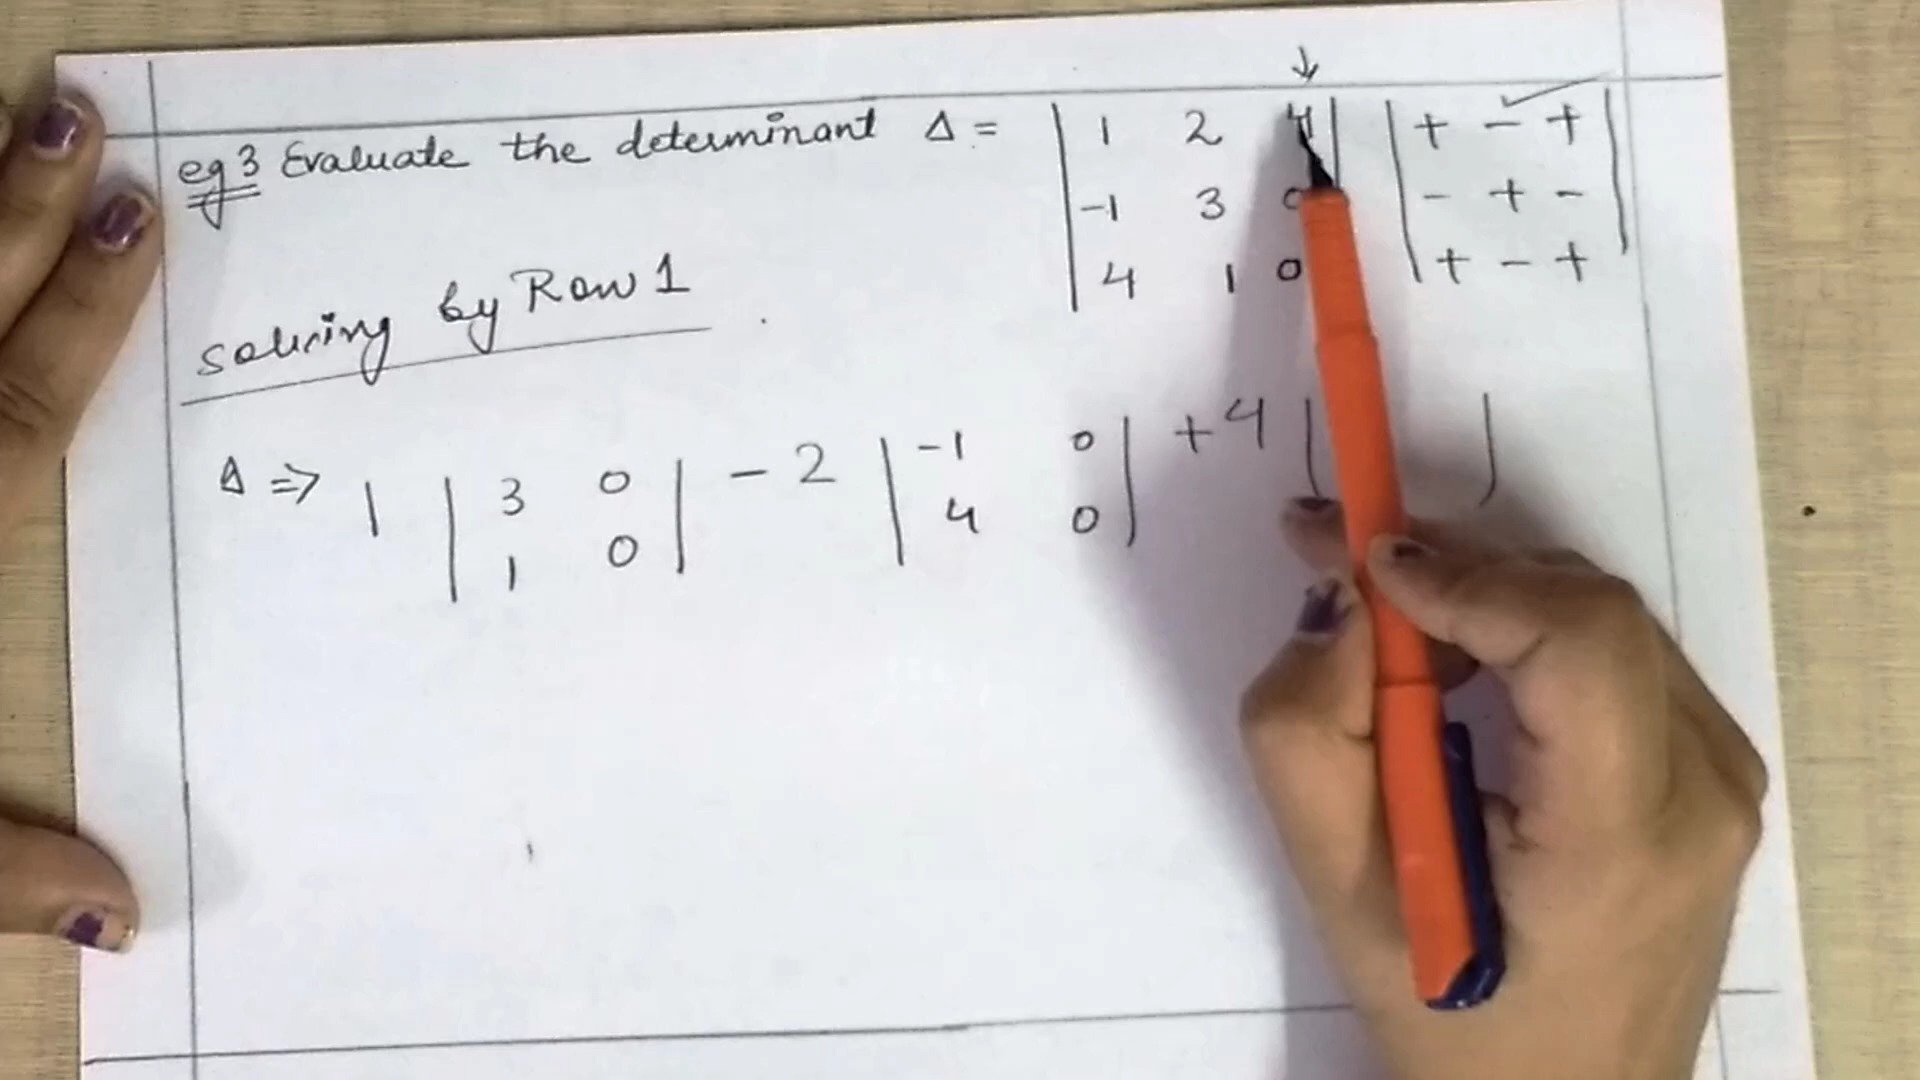 eg 3 Evaluate the determinant Δ = | 1 2 4 | | + - + |
| -1 3 0 | | - + - |
| 4 1 0 | | + - + |
solving by Row 1
Δ ⇒ 1 | 3 0 | - 2 | -1 0 | + 4 | |
| 1 0 | | 4 0 |